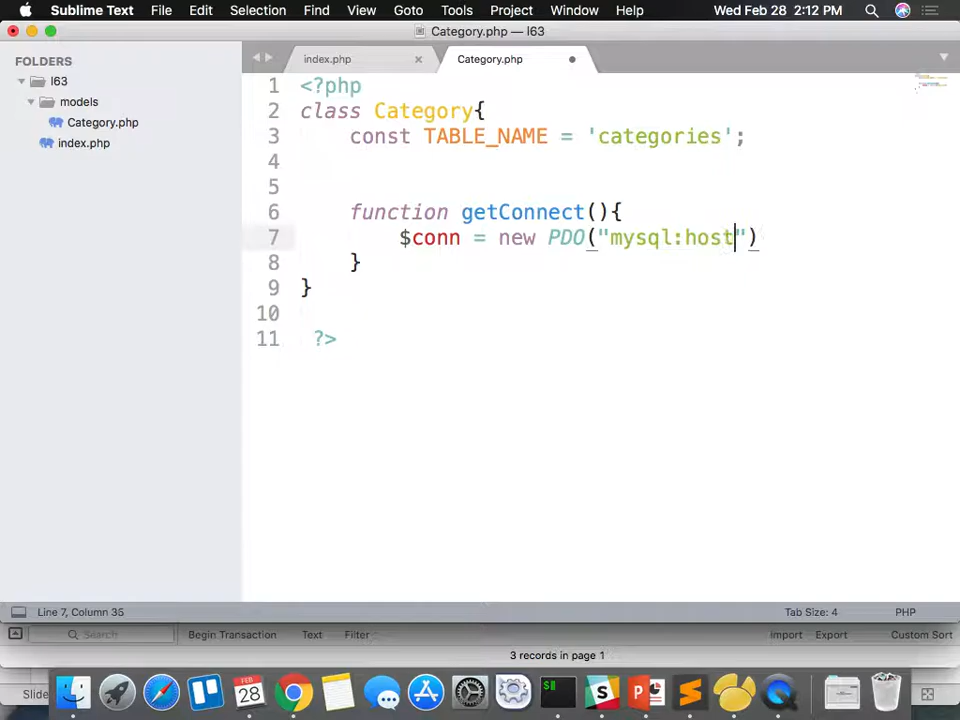 Sublime Text File Edit Selection Find View Goto Tools Project Window Help Wed Feb 28 2:12 PM
Category.php — l63
FOLDERS
l63
models
Category.php
index.php
index.php
Category.php
1 <?php
2 class Category{
3 const TABLE_NAME = 'categories';
4
5
6 function getConnect(){
7 $conn = new PDO("mysql:host")
8 }
9 }
10
11 ?>
Line 7, Column 35 Tab Size: 4 PHP
Search Begin Transaction Text Filter Import Export Custom Sort
3 records in page 1
Slide
FEB
28